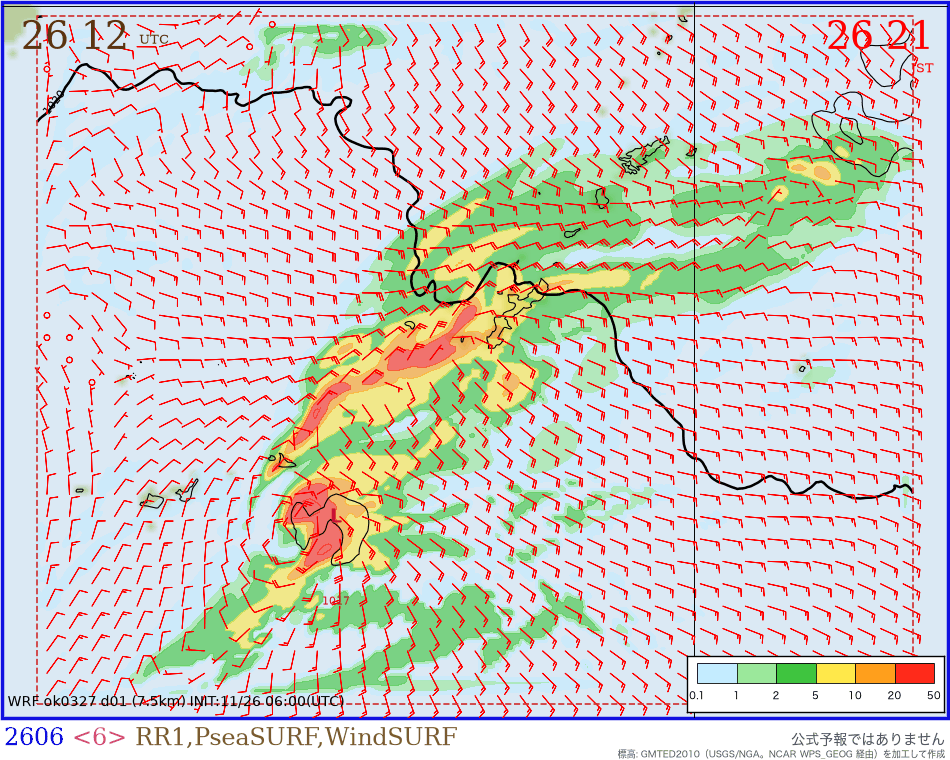 26 12 UTC
26 21 JST
1020
1017
0.1 1 2 5 10 20 50
WRF ok0327 d01 (7.5km) INIT:11/26 06:00(UTC)
2606 <6> RR1,PseaSURF,WindSURF
公式予報ではありません
標高: GMTED2010（USGS/NGA。NCAR WPS_GEOG 経由）を加工して作成